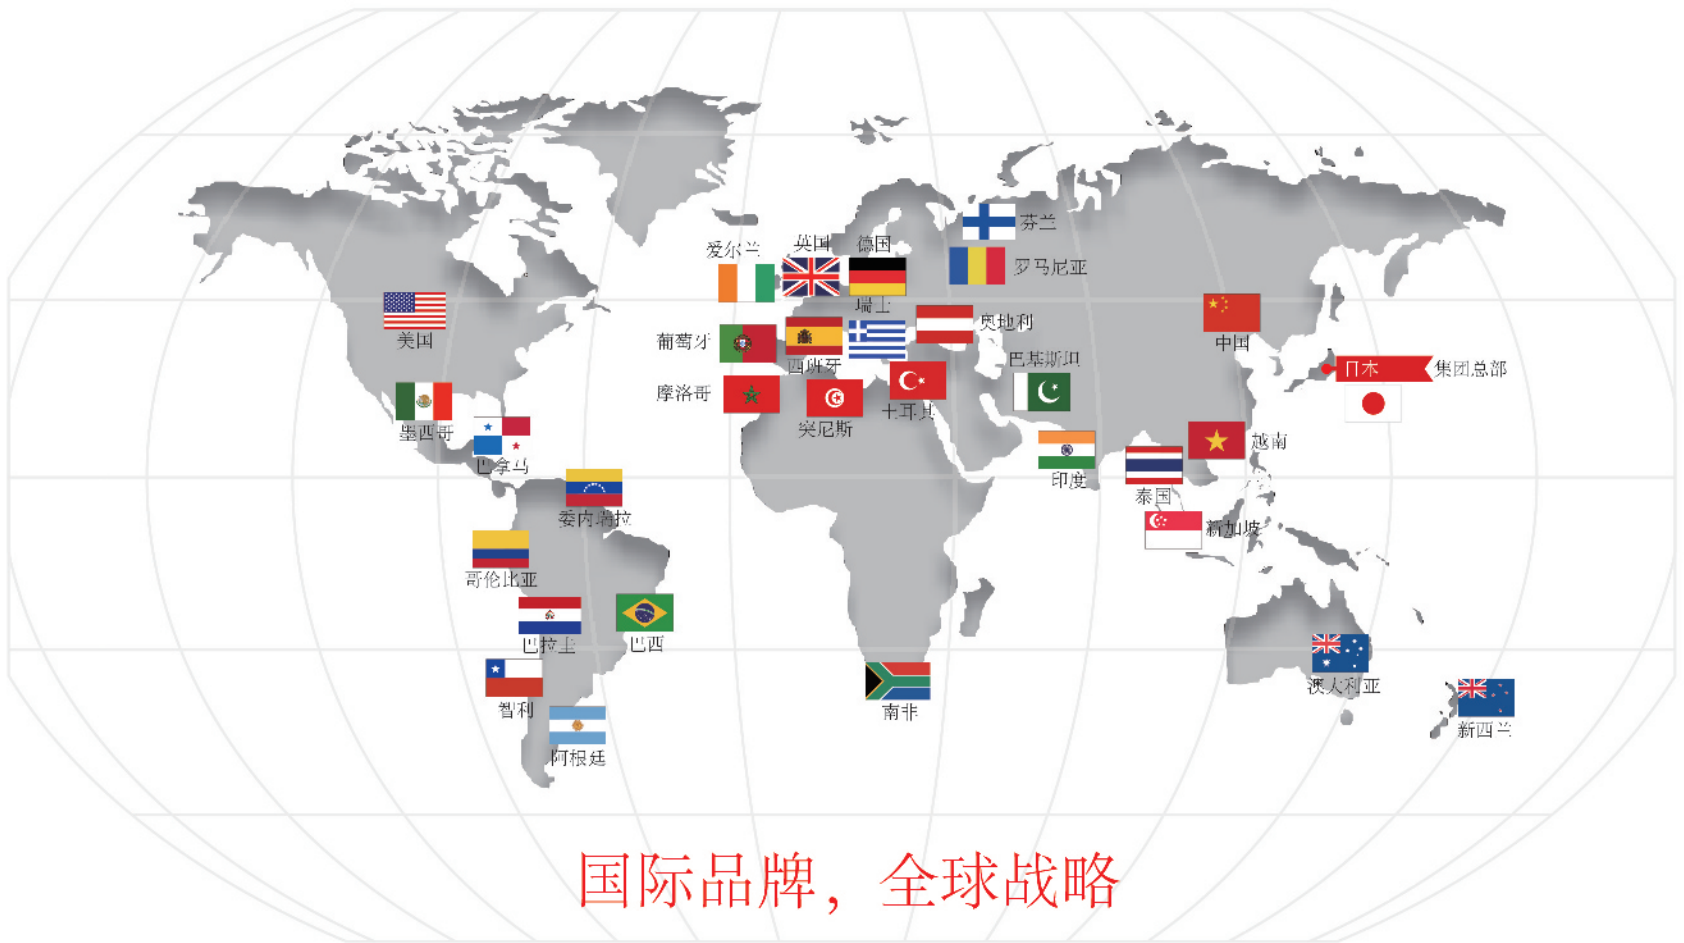 芬兰
英国
德国
爱尔兰
罗马尼亚
瑞士
奥地利
美国
葡萄牙
中国
西班牙
巴基斯坦
日本
集团总部
摩洛哥
土耳其
突尼斯
墨西哥
越南
巴拿马
印度
泰国
委内瑞拉
新加坡
哥伦比亚
巴拉圭
巴西
澳大利亚
智利
南非
新西兰
阿根廷
国际品牌，全球战略